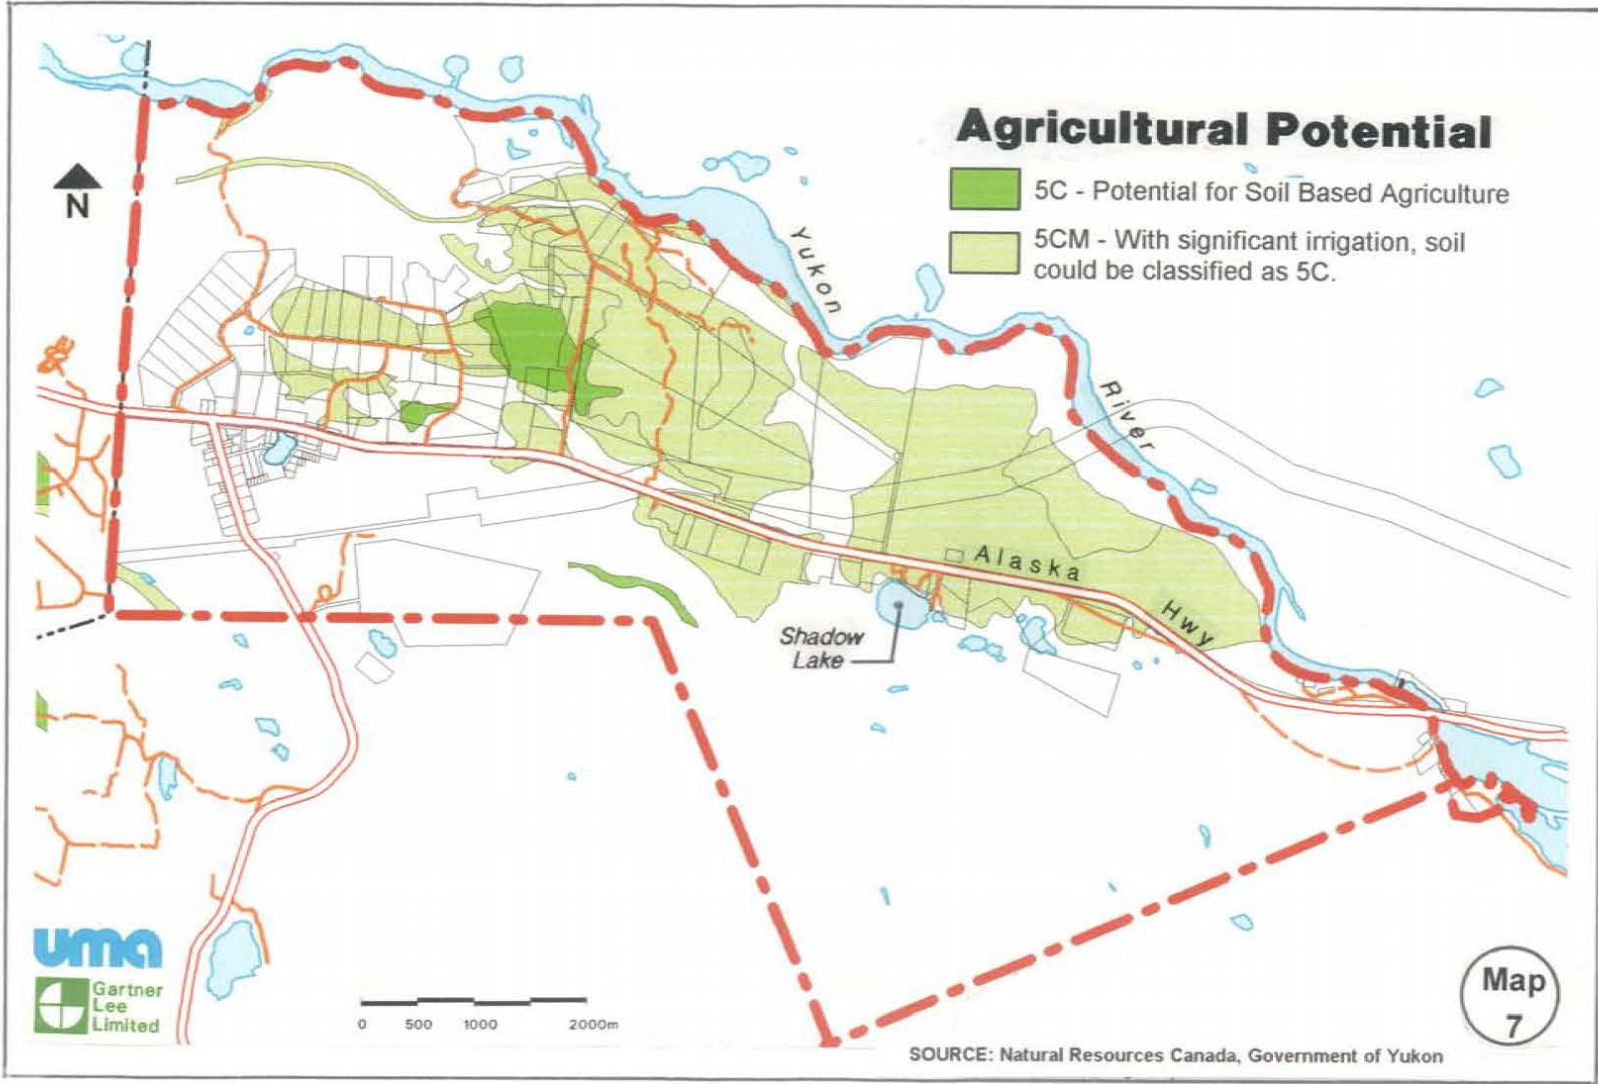 Agricultural Potential
5C - Potential for Soil Based Agriculture
5CM - With significant irrigation, soil
could be classified as 5C.
N
Yukon
River
Alaska
Hwy
Shadow
Lake
uma
Gartner
Lee
Limited
0 500 1000 2000m
Map
7
SOURCE: Natural Resources Canada, Government of Yukon